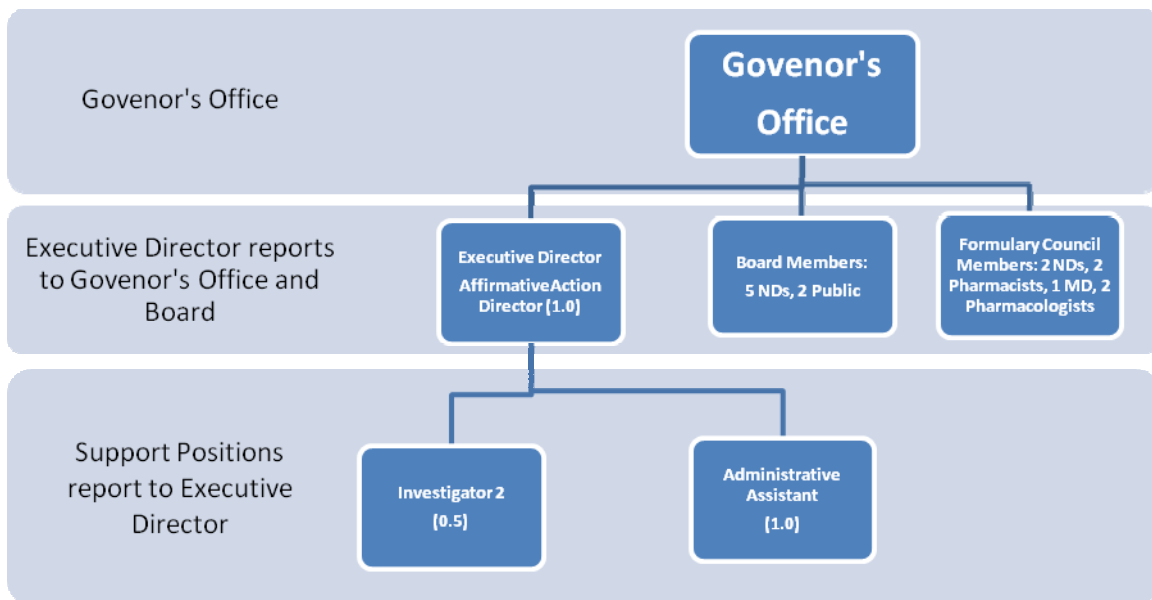 Govenor's Office
Govenor's
Office
Executive Director reports
to Govenor's Office and
Board
Executive Director
AffirmativeAction
Director (1.0)
Board Members:
5 NDs, 2 Public
Formulary Council
Members: 2 NDs, 2
Pharmacists, 1 MD, 2
Pharmacologists
Support Positions
report to Executive
Director
Investigator 2
(0.5)
Administrative
Assistant
(1.0)